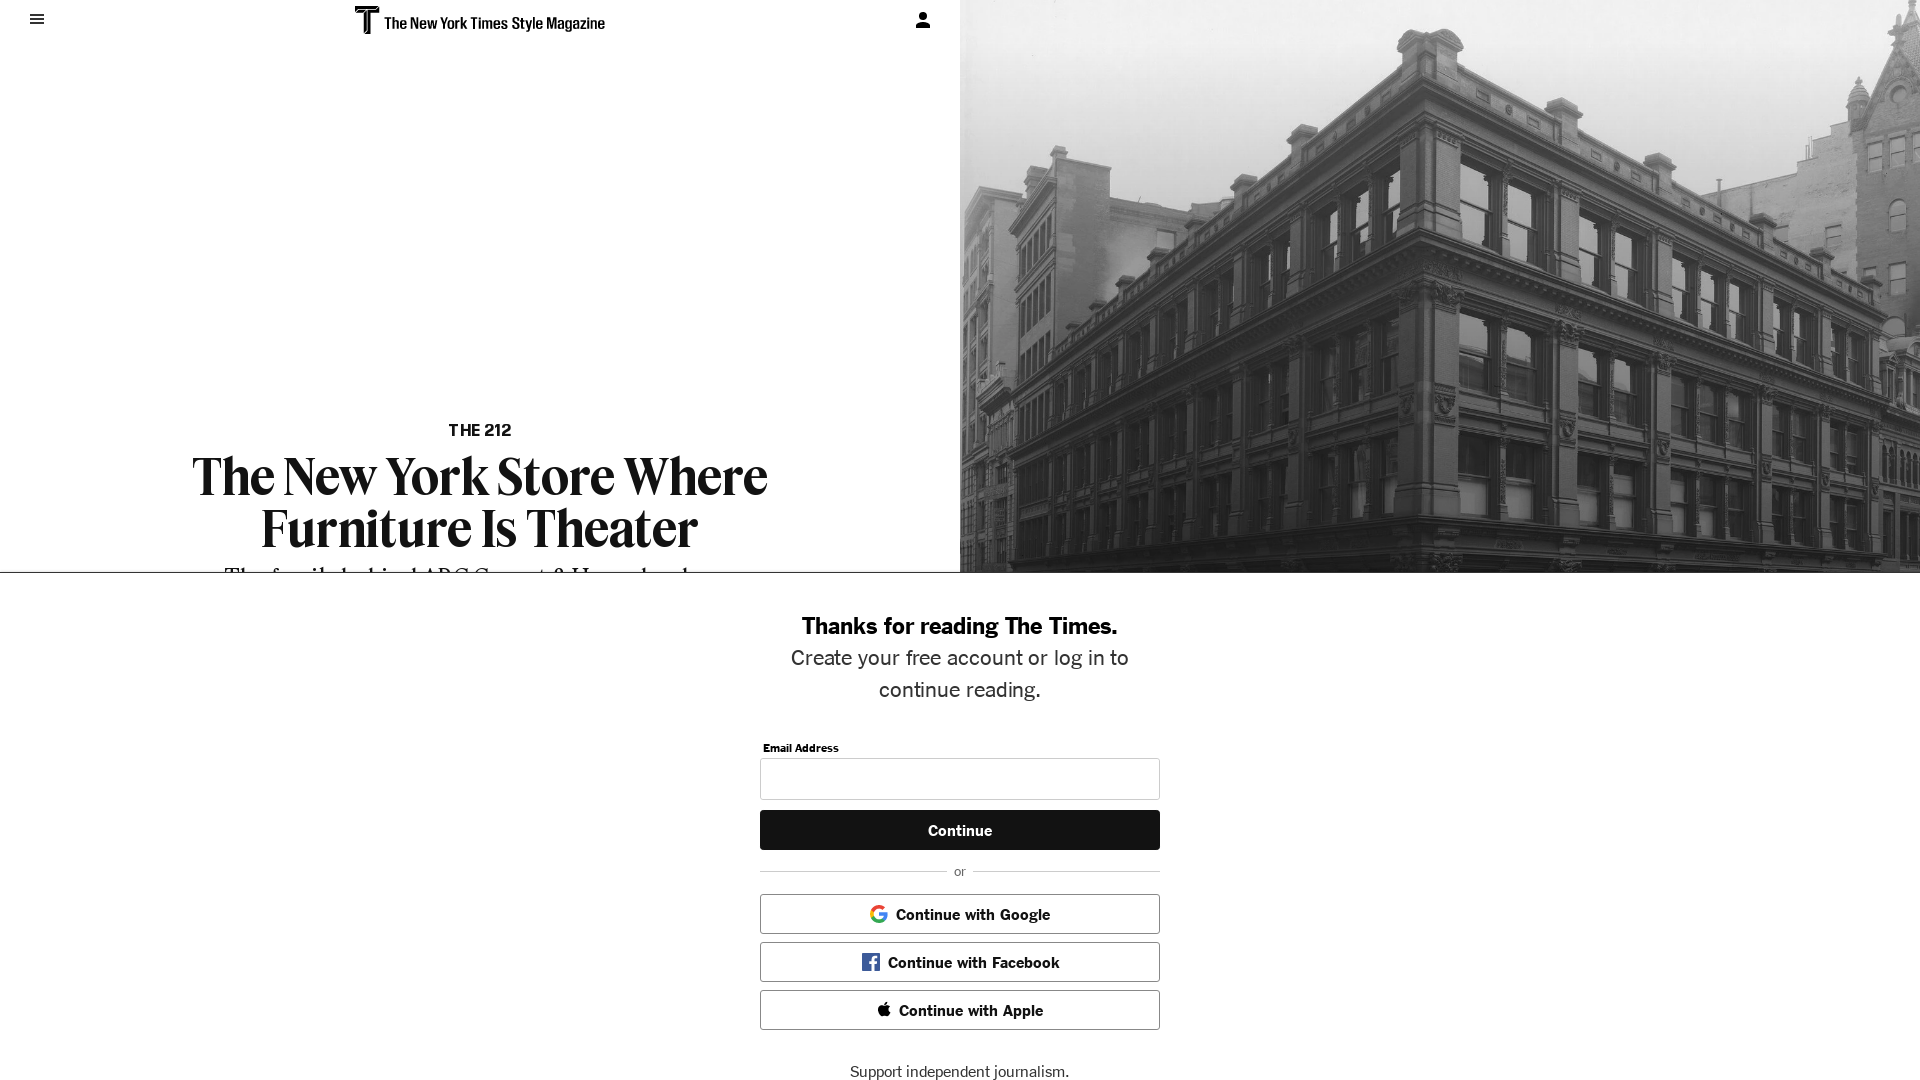 The New York Times Style Magazine
THE 212
The New York Store Where
Furniture Is Theater
Thanks for reading The Times.
Create your free account or log in to
continue reading.
Email Address
Continue
or
Continue with Google
Continue with Facebook
Continue with Apple
Support independent journalism.